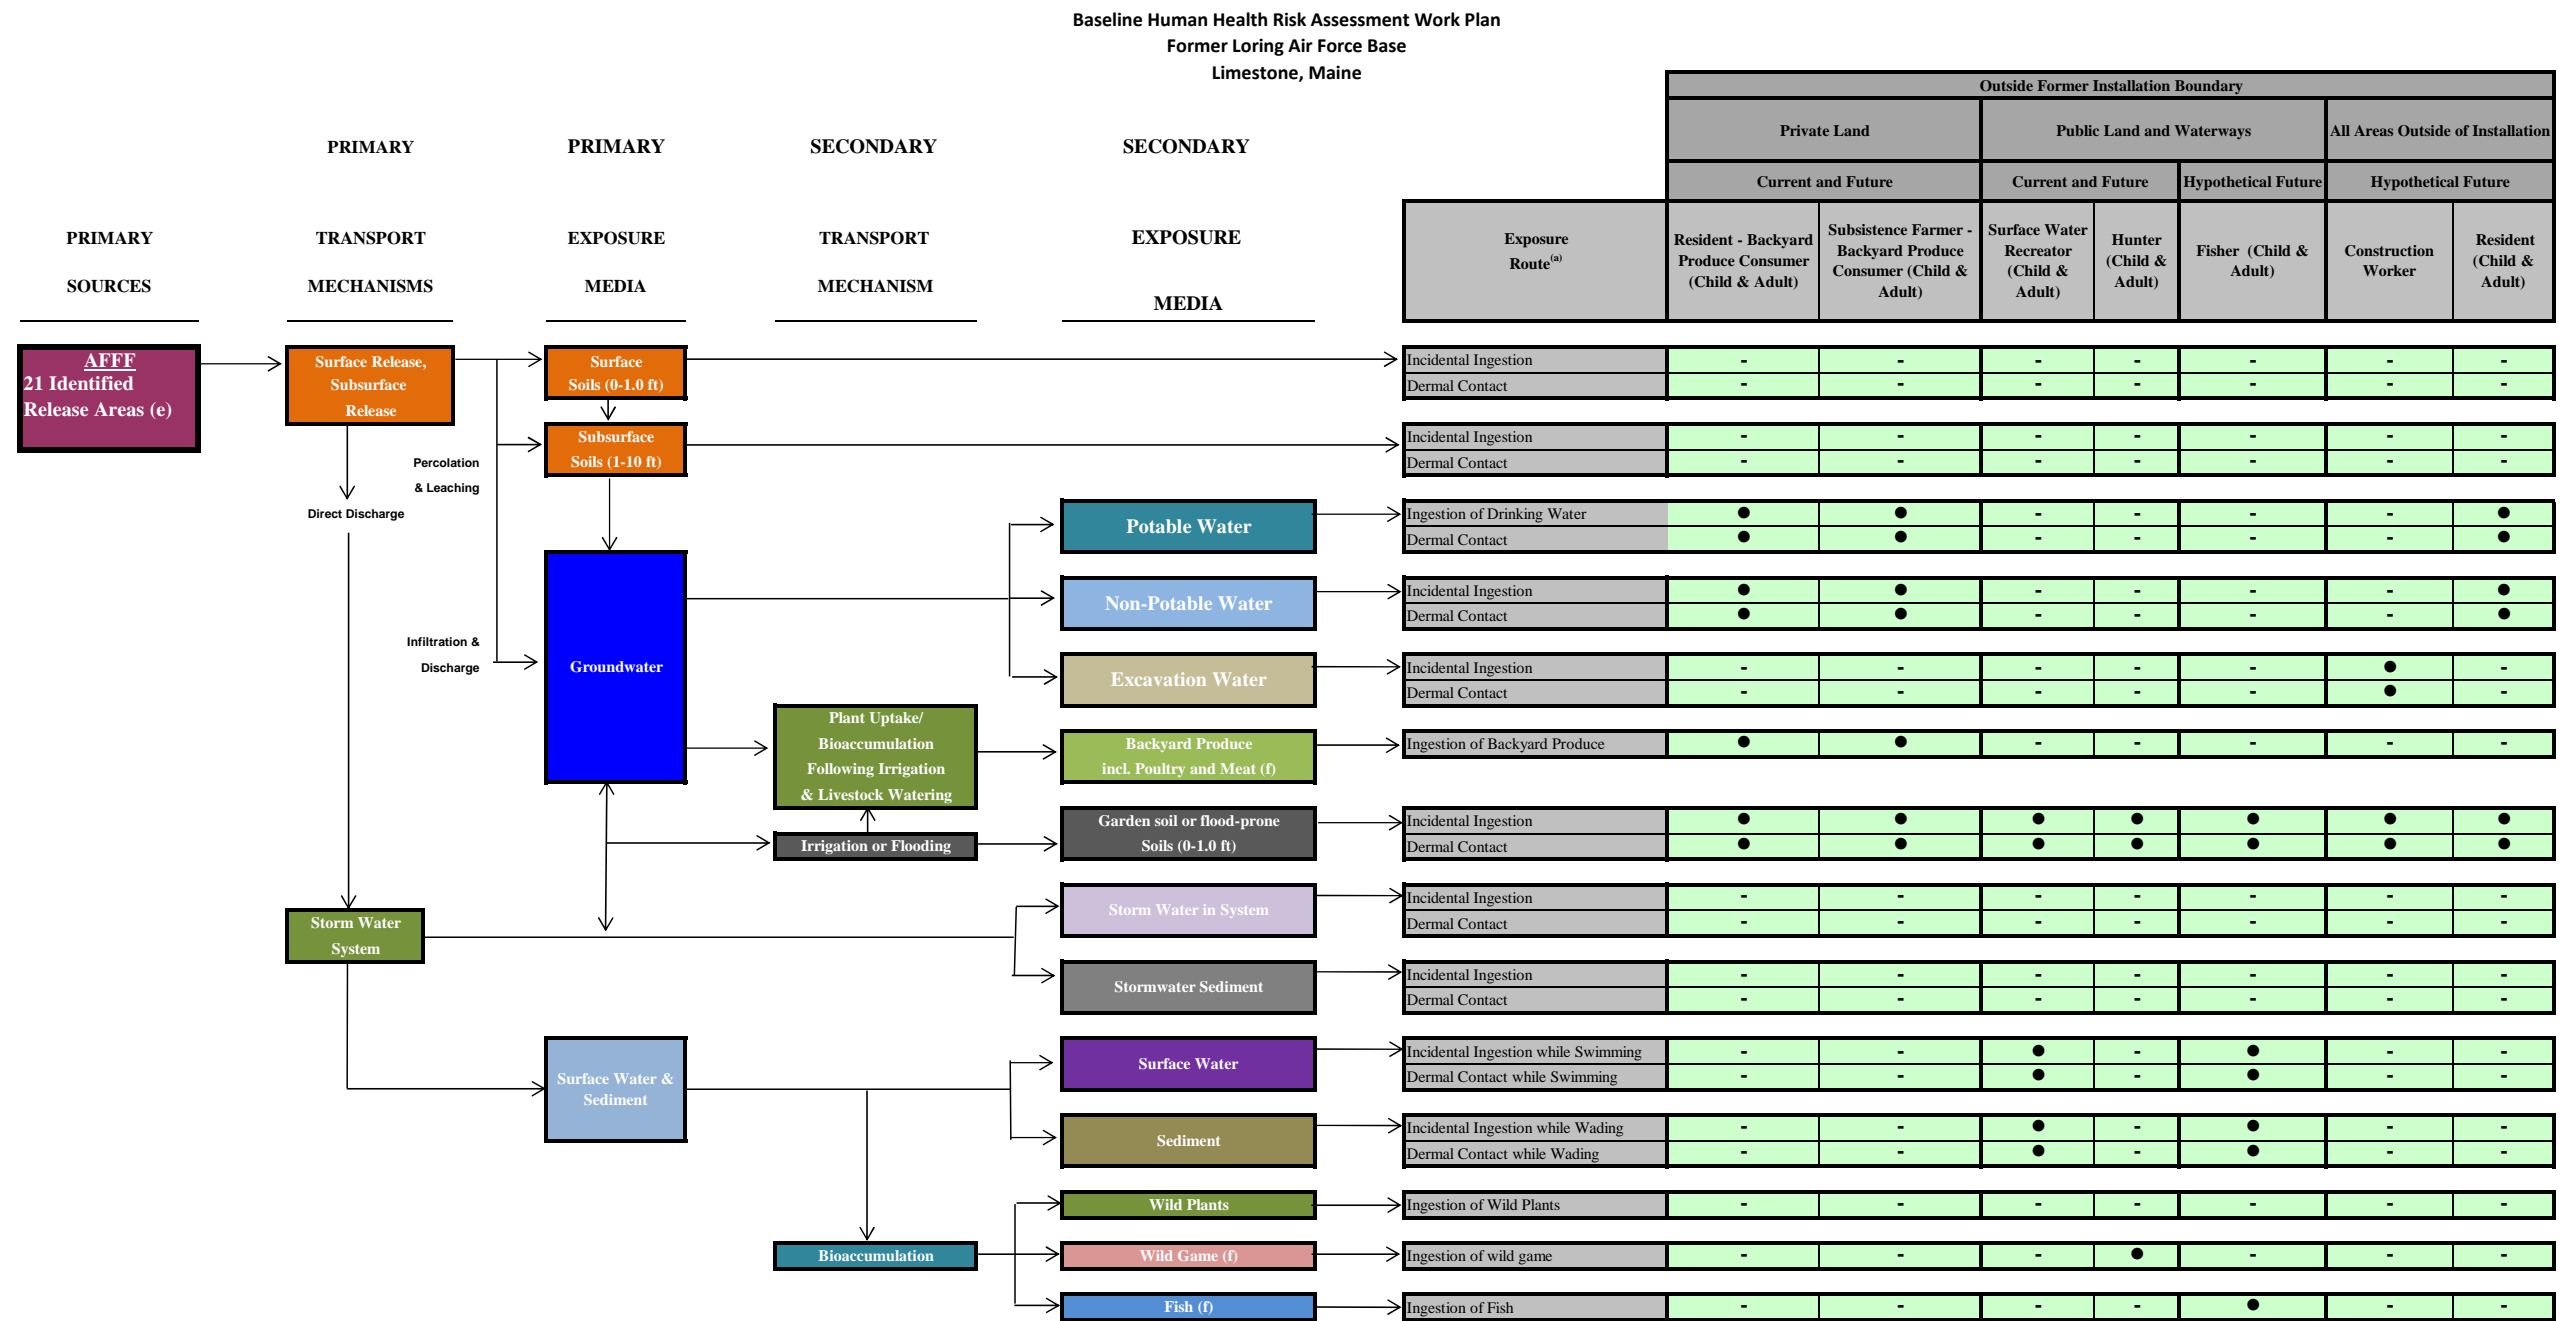 Baseline Human Health Risk Assessment Work Plan
Former Loring Air Force Base
Limestone, Maine
Outside Former Installation Boundary
Private Land
Public Land and Waterways
All Areas Outside of Installation
Current and Future
Current and Future
Hypothetical Future
Hypothetical Future
PRIMARY
SOURCES
PRIMARY
TRANSPORT
MECHANISMS
PRIMARY
EXPOSURE
MEDIA
SECONDARY
TRANSPORT
MECHANISM
SECONDARY
EXPOSURE
MEDIA
Exposure
Route(a)
Resident - Backyard
Produce Consumer
(Child & Adult)
Subsistence Farmer -
Backyard Produce
Consumer (Child &
Adult)
Surface Water
Recreator
(Child &
Adult)
Hunter
(Child &
Adult)
Fisher (Child &
Adult)
Construction
Worker
Resident
(Child &
Adult)
AFFF
21 Identified
Release Areas (e)
Surface Release,
Subsurface
Release
Surface
Soils (0-1.0 ft)
Incidental Ingestion - - - - - - -
Dermal Contact - - - - - - -
Subsurface
Soils (1-10 ft)
Incidental Ingestion - - - - - - -
Dermal Contact - - - - - - -
Percolation
& Leaching
Direct Discharge
Potable Water
Ingestion of Drinking Water ● ● - - - - ●
Dermal Contact ● ● - - - - ●
Non-Potable Water
Incidental Ingestion ● ● - - - - ●
Dermal Contact ● ● - - - - ●
Infiltration &
Discharge
Groundwater
Excavation Water
Incidental Ingestion - - - - - ● -
Dermal Contact - - - - - ● -
Plant Uptake/
Bioaccumulation
Following Irrigation
& Livestock Watering
Backyard Produce
incl. Poultry and Meat (f)
Ingestion of Backyard Produce ● ● - - - - -
Irrigation or Flooding
Garden soil or flood-prone
Soils (0-1.0 ft)
Incidental Ingestion ● ● ● ● ● ● ●
Dermal Contact ● ● ● ● ● ● ●
Storm Water
System
Storm Water in System
Incidental Ingestion - - - - - - -
Dermal Contact - - - - - - -
Stormwater Sediment
Incidental Ingestion - - - - - - -
Dermal Contact - - - - - - -
Surface Water &
Sediment
Surface Water
Incidental Ingestion while Swimming - - ● - ● - -
Dermal Contact while Swimming - - ● - ● - -
Sediment
Incidental Ingestion while Wading - - ● - ● - -
Dermal Contact while Wading - - ● - ● - -
Wild Plants
Ingestion of Wild Plants - - - - - - -
Bioaccumulation
Wild Game (f)
Ingestion of wild game - - - ● - - -
Fish (f)
Ingestion of Fish - - - - ● - -